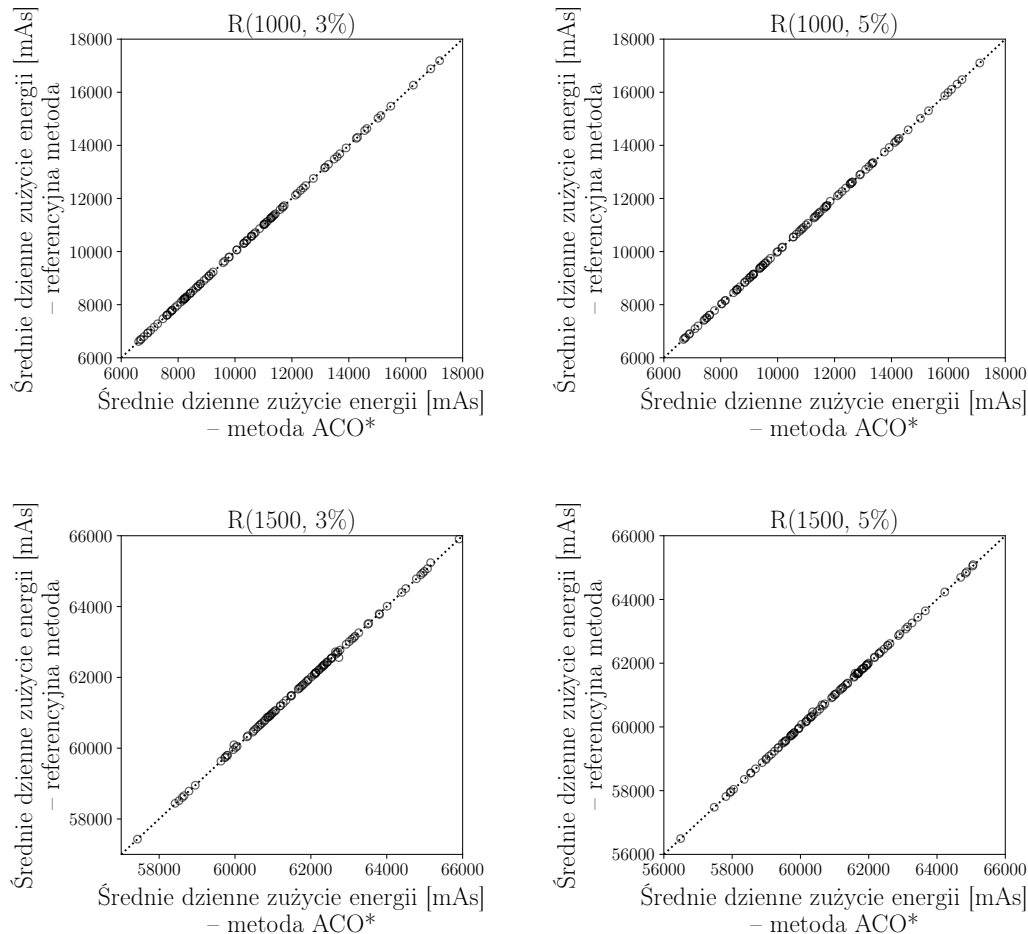 R(1000, 3%)
Średnie dzienne zużycie energii [mAs]
– referencyjna metoda
18000
16000
14000
12000
10000
8000
6000
6000 8000 10000 12000 14000 16000 18000
Średnie dzienne zużycie energii [mAs]
– metoda ACO*
R(1000, 5%)
Średnie dzienne zużycie energii [mAs]
– referencyjna metoda
18000
16000
14000
12000
10000
8000
6000
6000 8000 10000 12000 14000 16000 18000
Średnie dzienne zużycie energii [mAs]
– metoda ACO*
R(1500, 3%)
Średnie dzienne zużycie energii [mAs]
– referencyjna metoda
66000
64000
62000
60000
58000
58000 60000 62000 64000 66000
Średnie dzienne zużycie energii [mAs]
– metoda ACO*
R(1500, 5%)
Średnie dzienne zużycie energii [mAs]
– referencyjna metoda
66000
64000
62000
60000
58000
56000
56000 58000 60000 62000 64000 66000
Średnie dzienne zużycie energii [mAs]
– metoda ACO*